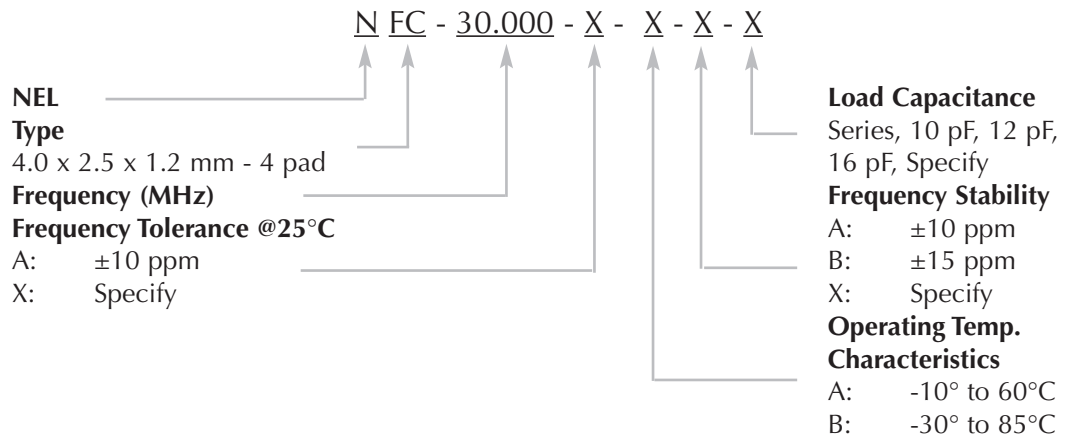 N FC - 30.000 - X - X - X - X
NEL
Type
4.0 x 2.5 x 1.2 mm - 4 pad
Frequency (MHz)
Frequency Tolerance @25°C
A: ±10 ppm
X: Specify
Load Capacitance
Series, 10 pF, 12 pF,
16 pF, Specify
Frequency Stability
A: ±10 ppm
B: ±15 ppm
X: Specify
Operating Temp.
Characteristics
A: -10° to 60°C
B: -30° to 85°C